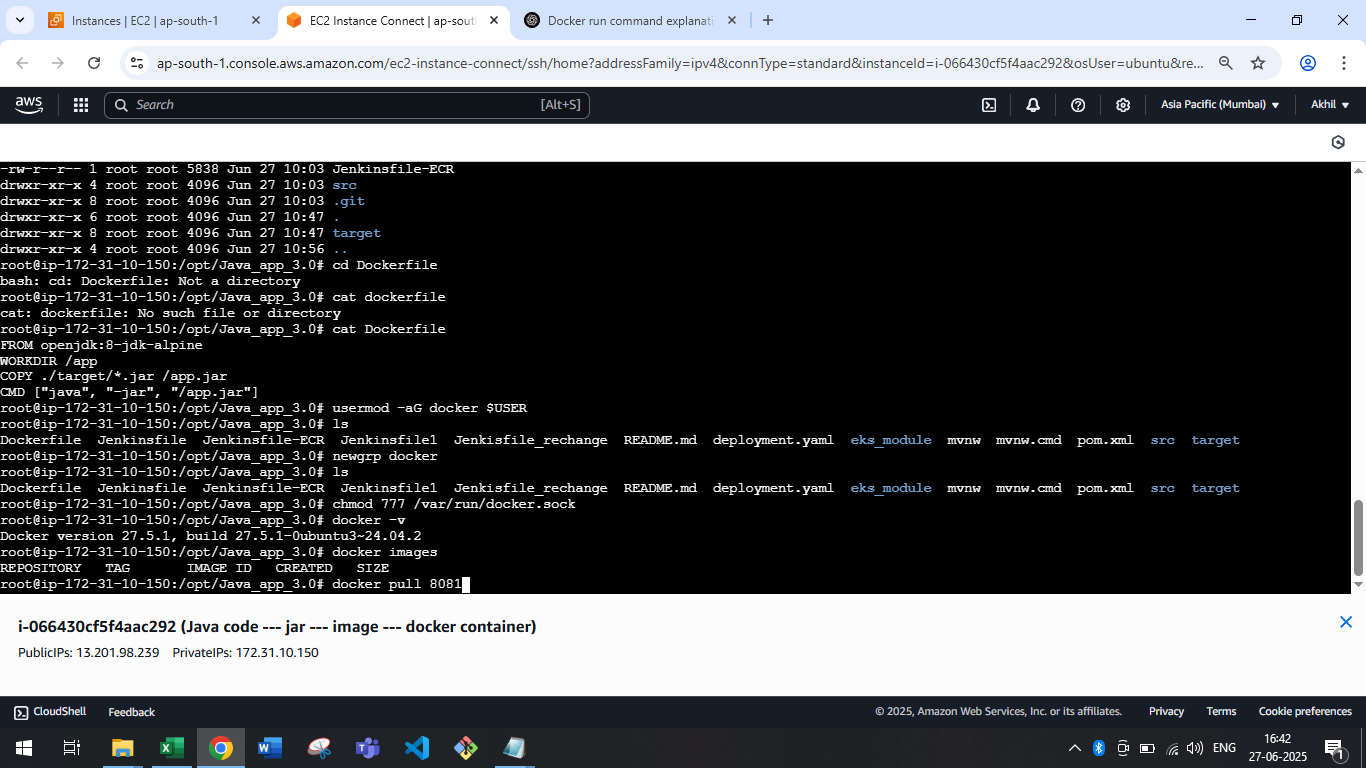 Instances | EC2 | ap-south-1
EC2 Instance Connect | ap-sout
Docker run command explanati
ap-south-1.console.aws.amazon.com/ec2-instance-connect/ssh/home?addressFamily=ipv4&connType=standard&instanceId=i-066430cf5f4aac292&osUser=ubuntu&re...
aws
Search
[Alt+S]
Asia Pacific (Mumbai)
Akhil
-rw-r--r-- 1 root root 5838 Jun 27 10:03 Jenkinsfile-ECR
drwxr-xr-x 4 root root 4096 Jun 27 10:03 src
drwxr-xr-x 8 root root 4096 Jun 27 10:03 .git
drwxr-xr-x 6 root root 4096 Jun 27 10:47 .
drwxr-xr-x 8 root root 4096 Jun 27 10:47 target
drwxr-xr-x 4 root root 4096 Jun 27 10:56 ..
root@ip-172-31-10-150:/opt/Java_app_3.0# cd Dockerfile
bash: cd: Dockerfile: Not a directory
root@ip-172-31-10-150:/opt/Java_app_3.0# cat dockerfile
cat: dockerfile: No such file or directory
root@ip-172-31-10-150:/opt/Java_app_3.0# cat Dockerfile
FROM openjdk:8-jdk-alpine
WORKDIR /app
COPY ./target/*.jar /app.jar
CMD ["java", "-jar", "/app.jar"]
root@ip-172-31-10-150:/opt/Java_app_3.0# usermod -aG docker $USER
root@ip-172-31-10-150:/opt/Java_app_3.0# ls
Dockerfile  Jenkinsfile  Jenkinsfile-ECR  Jenkinsfile1  Jenkisfile_rechange  README.md  deployment.yaml  eks_module  mvnw  mvnw.cmd  pom.xml  src  target
root@ip-172-31-10-150:/opt/Java_app_3.0# newgrp docker
root@ip-172-31-10-150:/opt/Java_app_3.0# ls
Dockerfile  Jenkinsfile  Jenkinsfile-ECR  Jenkinsfile1  Jenkisfile_rechange  README.md  deployment.yaml  eks_module  mvnw  mvnw.cmd  pom.xml  src  target
root@ip-172-31-10-150:/opt/Java_app_3.0# chmod 777 /var/run/docker.sock
root@ip-172-31-10-150:/opt/Java_app_3.0# docker -v
Docker version 27.5.1, build 27.5.1-0ubuntu3~24.04.2
root@ip-172-31-10-150:/opt/Java_app_3.0# docker images
REPOSITORY   TAG       IMAGE ID   CREATED   SIZE
root@ip-172-31-10-150:/opt/Java_app_3.0# docker pull 8081
i-066430cf5f4aac292 (Java code --- jar --- image --- docker container)
PublicIPs: 13.201.98.239    PrivateIPs: 172.31.10.150
CloudShell
Feedback
© 2025, Amazon Web Services, Inc. or its affiliates.
Privacy
Terms
Cookie preferences
ENG
16:42
27-06-2025
1